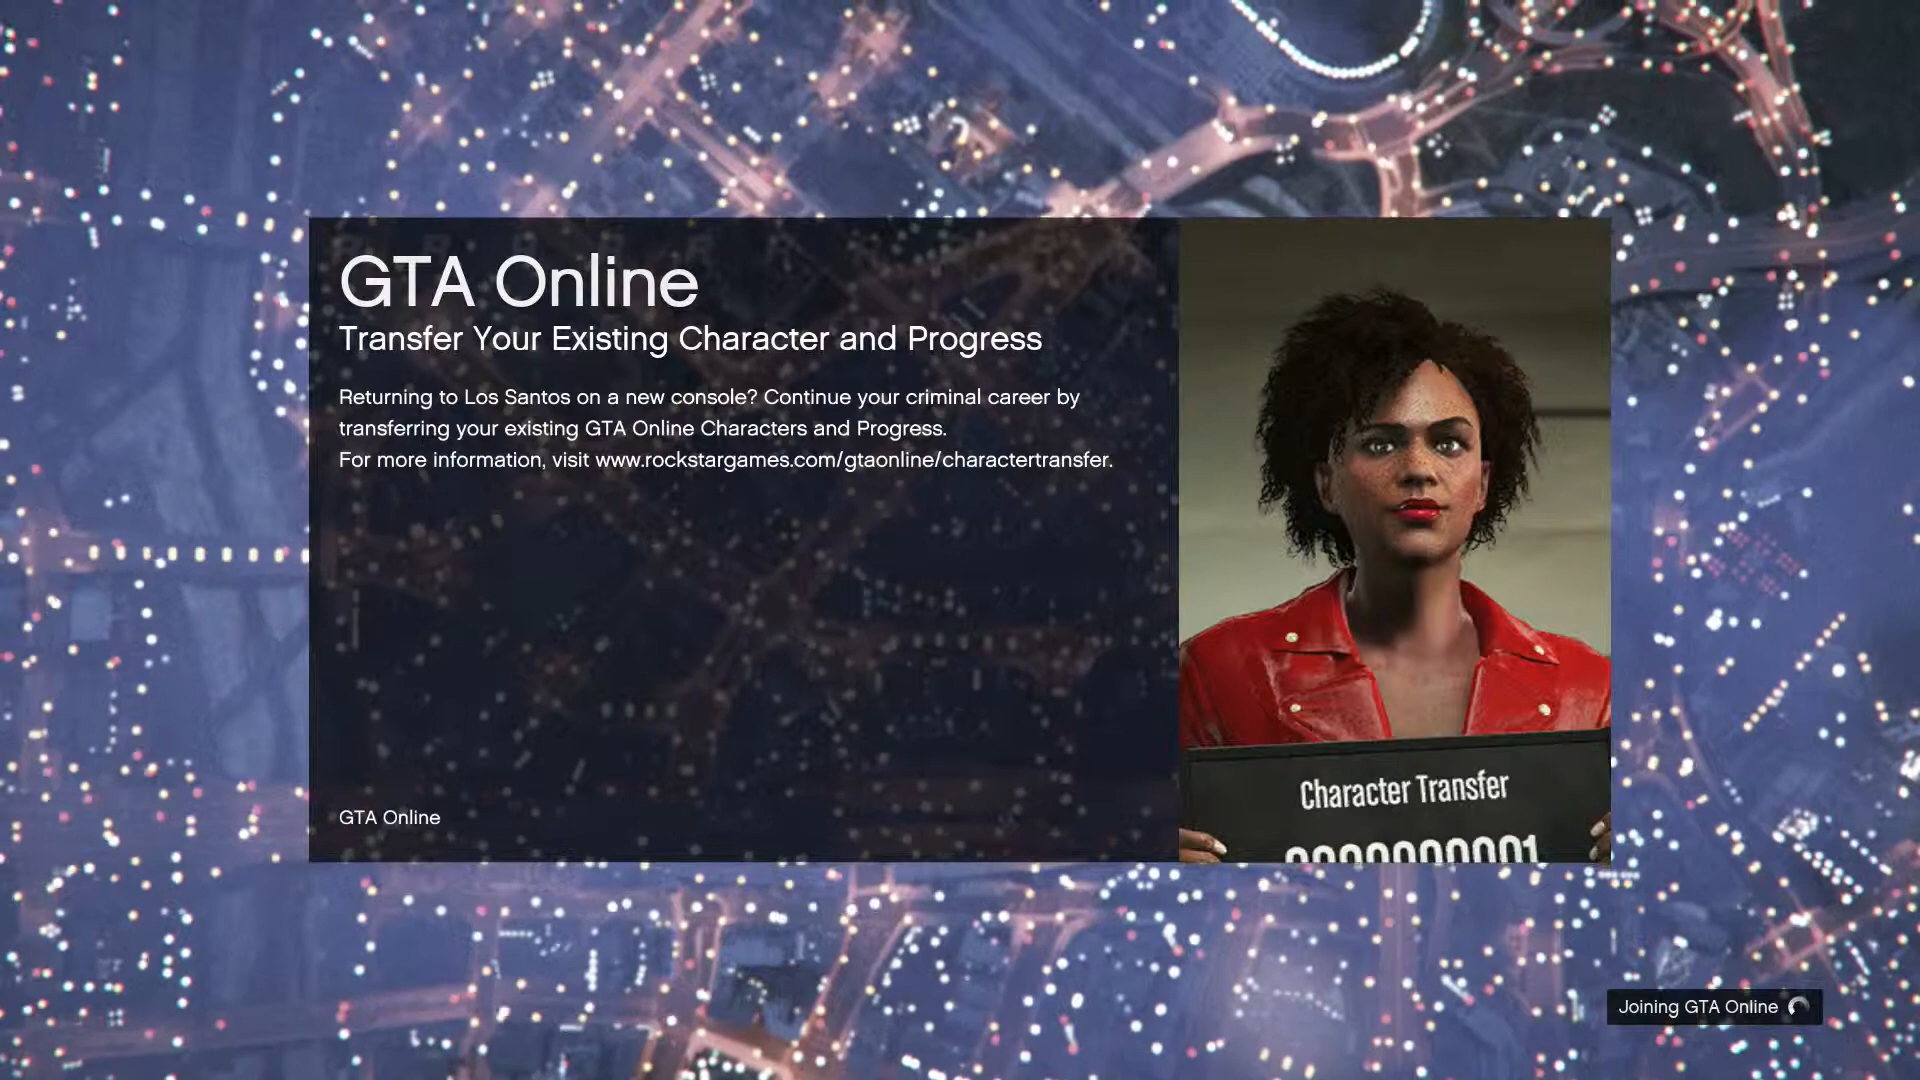 GTA Online
Transfer Your Existing Character and Progress
Returning to Los Santos on a new console? Continue your criminal career by
transferring your existing GTA Online Characters and Progress.
For more information, visit www.rockstargames.com/gtaonline/charactertransfer.
GTA Online
Character Transfer
0000000001
Joining GTA Online